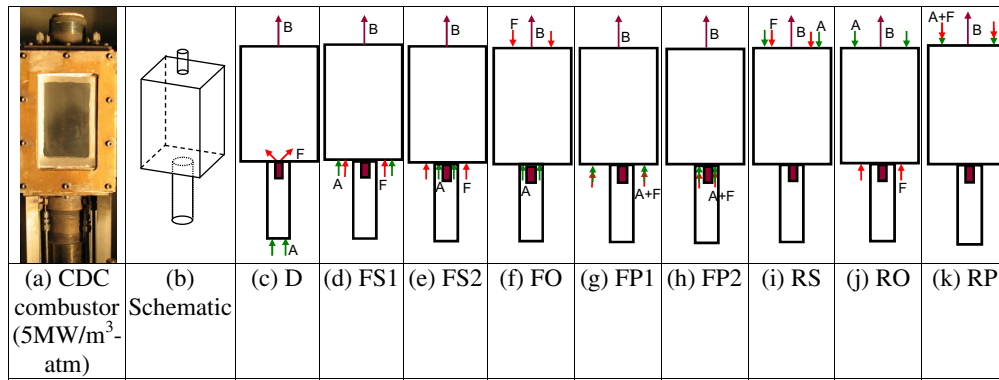 B
F
A
B
A
F
B
A
F
F
B
A
B
A+F
B
A+F
F
A
B
A
B
F
A+F
B
(a) CDC
combustor
(5MW/m³-
atm)
(b)
Schematic
(c) D
(d) FS1
(e) FS2
(f) FO
(g) FP1
(h) FP2
(i) RS
(j) RO
(k) RP